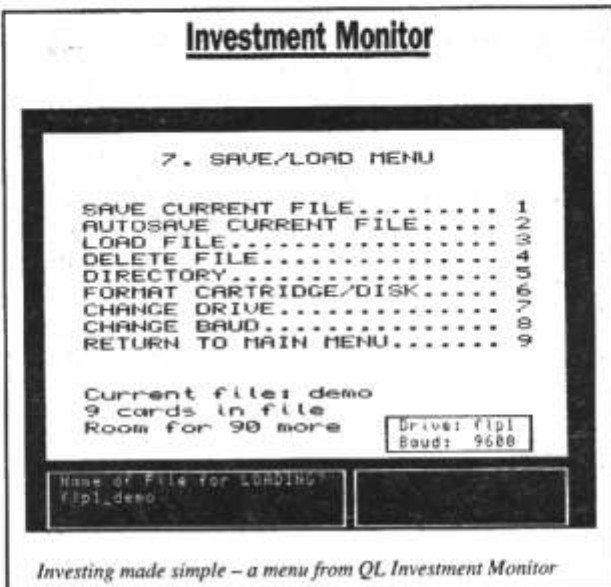 Investment Monitor
7. SAVE/LOAD MENU
SAVE CURRENT FILE......... 1
AUTOSAVE CURRENT FILE..... 2
LOAD FILE................. 3
DELETE FILE............... 4
DIRECTORY................. 5
FORMAT CARTRIDGE/DISK..... 6
CHANGE DRIVE.............. 7
CHANGE BAUD............... 8
RETURN TO MAIN MENU....... 9
Current file: demo
9 cards in file
Room for 90 more
Drive: flp1
Baud: 9600
Name of File for LOADING?
flp1_demo
Investing made simple – a menu from QL Investment Monitor